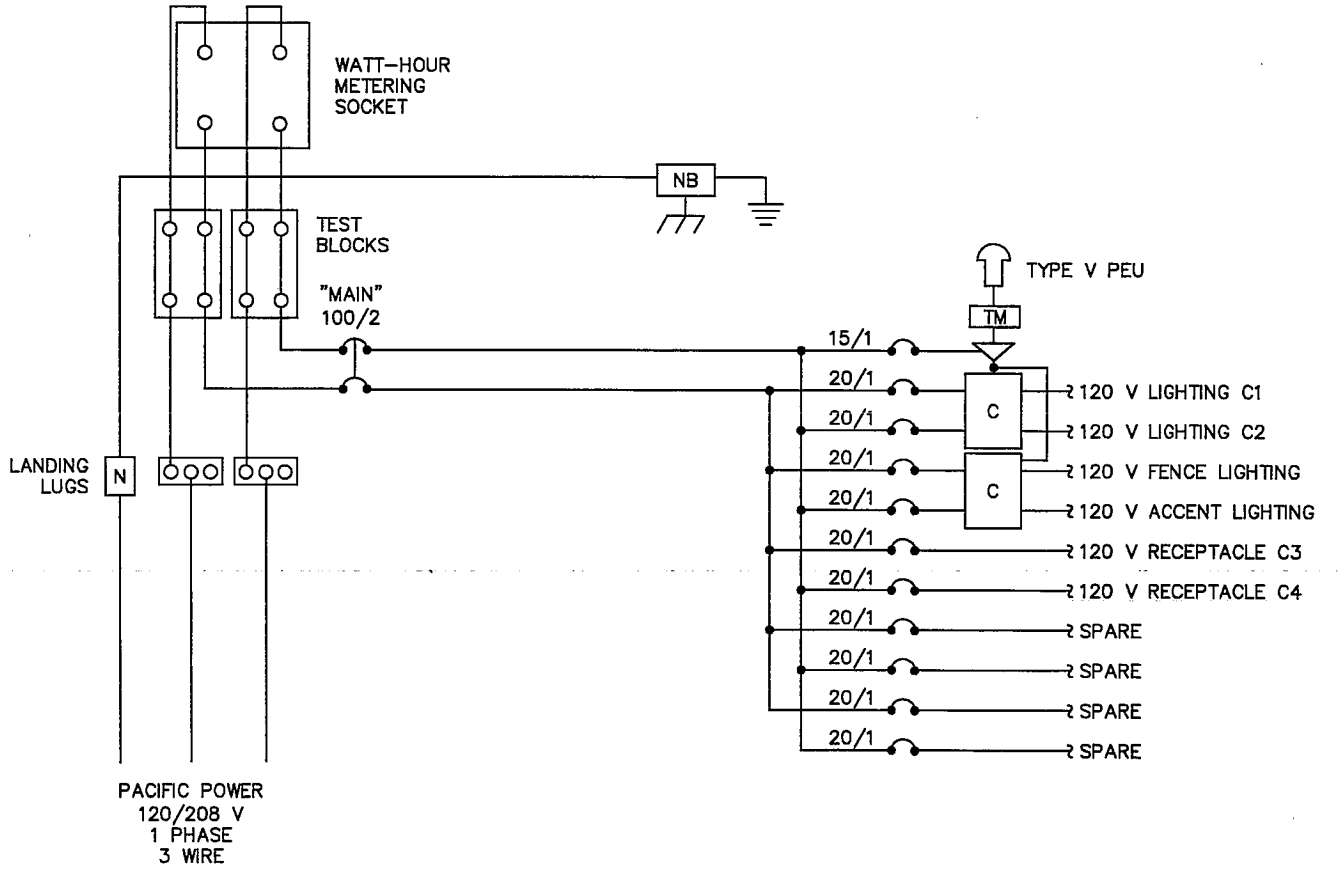 WATT-HOUR
METERING
SOCKET
NB
TEST
BLOCKS
"MAIN"
100/2
TYPE V PEU
TM
15/1
20/1
C
120 V LIGHTING C1
20/1
120 V LIGHTING C2
LANDING
LUGS
N
20/1
C
120 V FENCE LIGHTING
20/1
120 V ACCENT LIGHTING
20/1
120 V RECEPTACLE C3
20/1
120 V RECEPTACLE C4
20/1
SPARE
20/1
SPARE
20/1
SPARE
20/1
SPARE
PACIFIC POWER
120/208 V
1 PHASE
3 WIRE